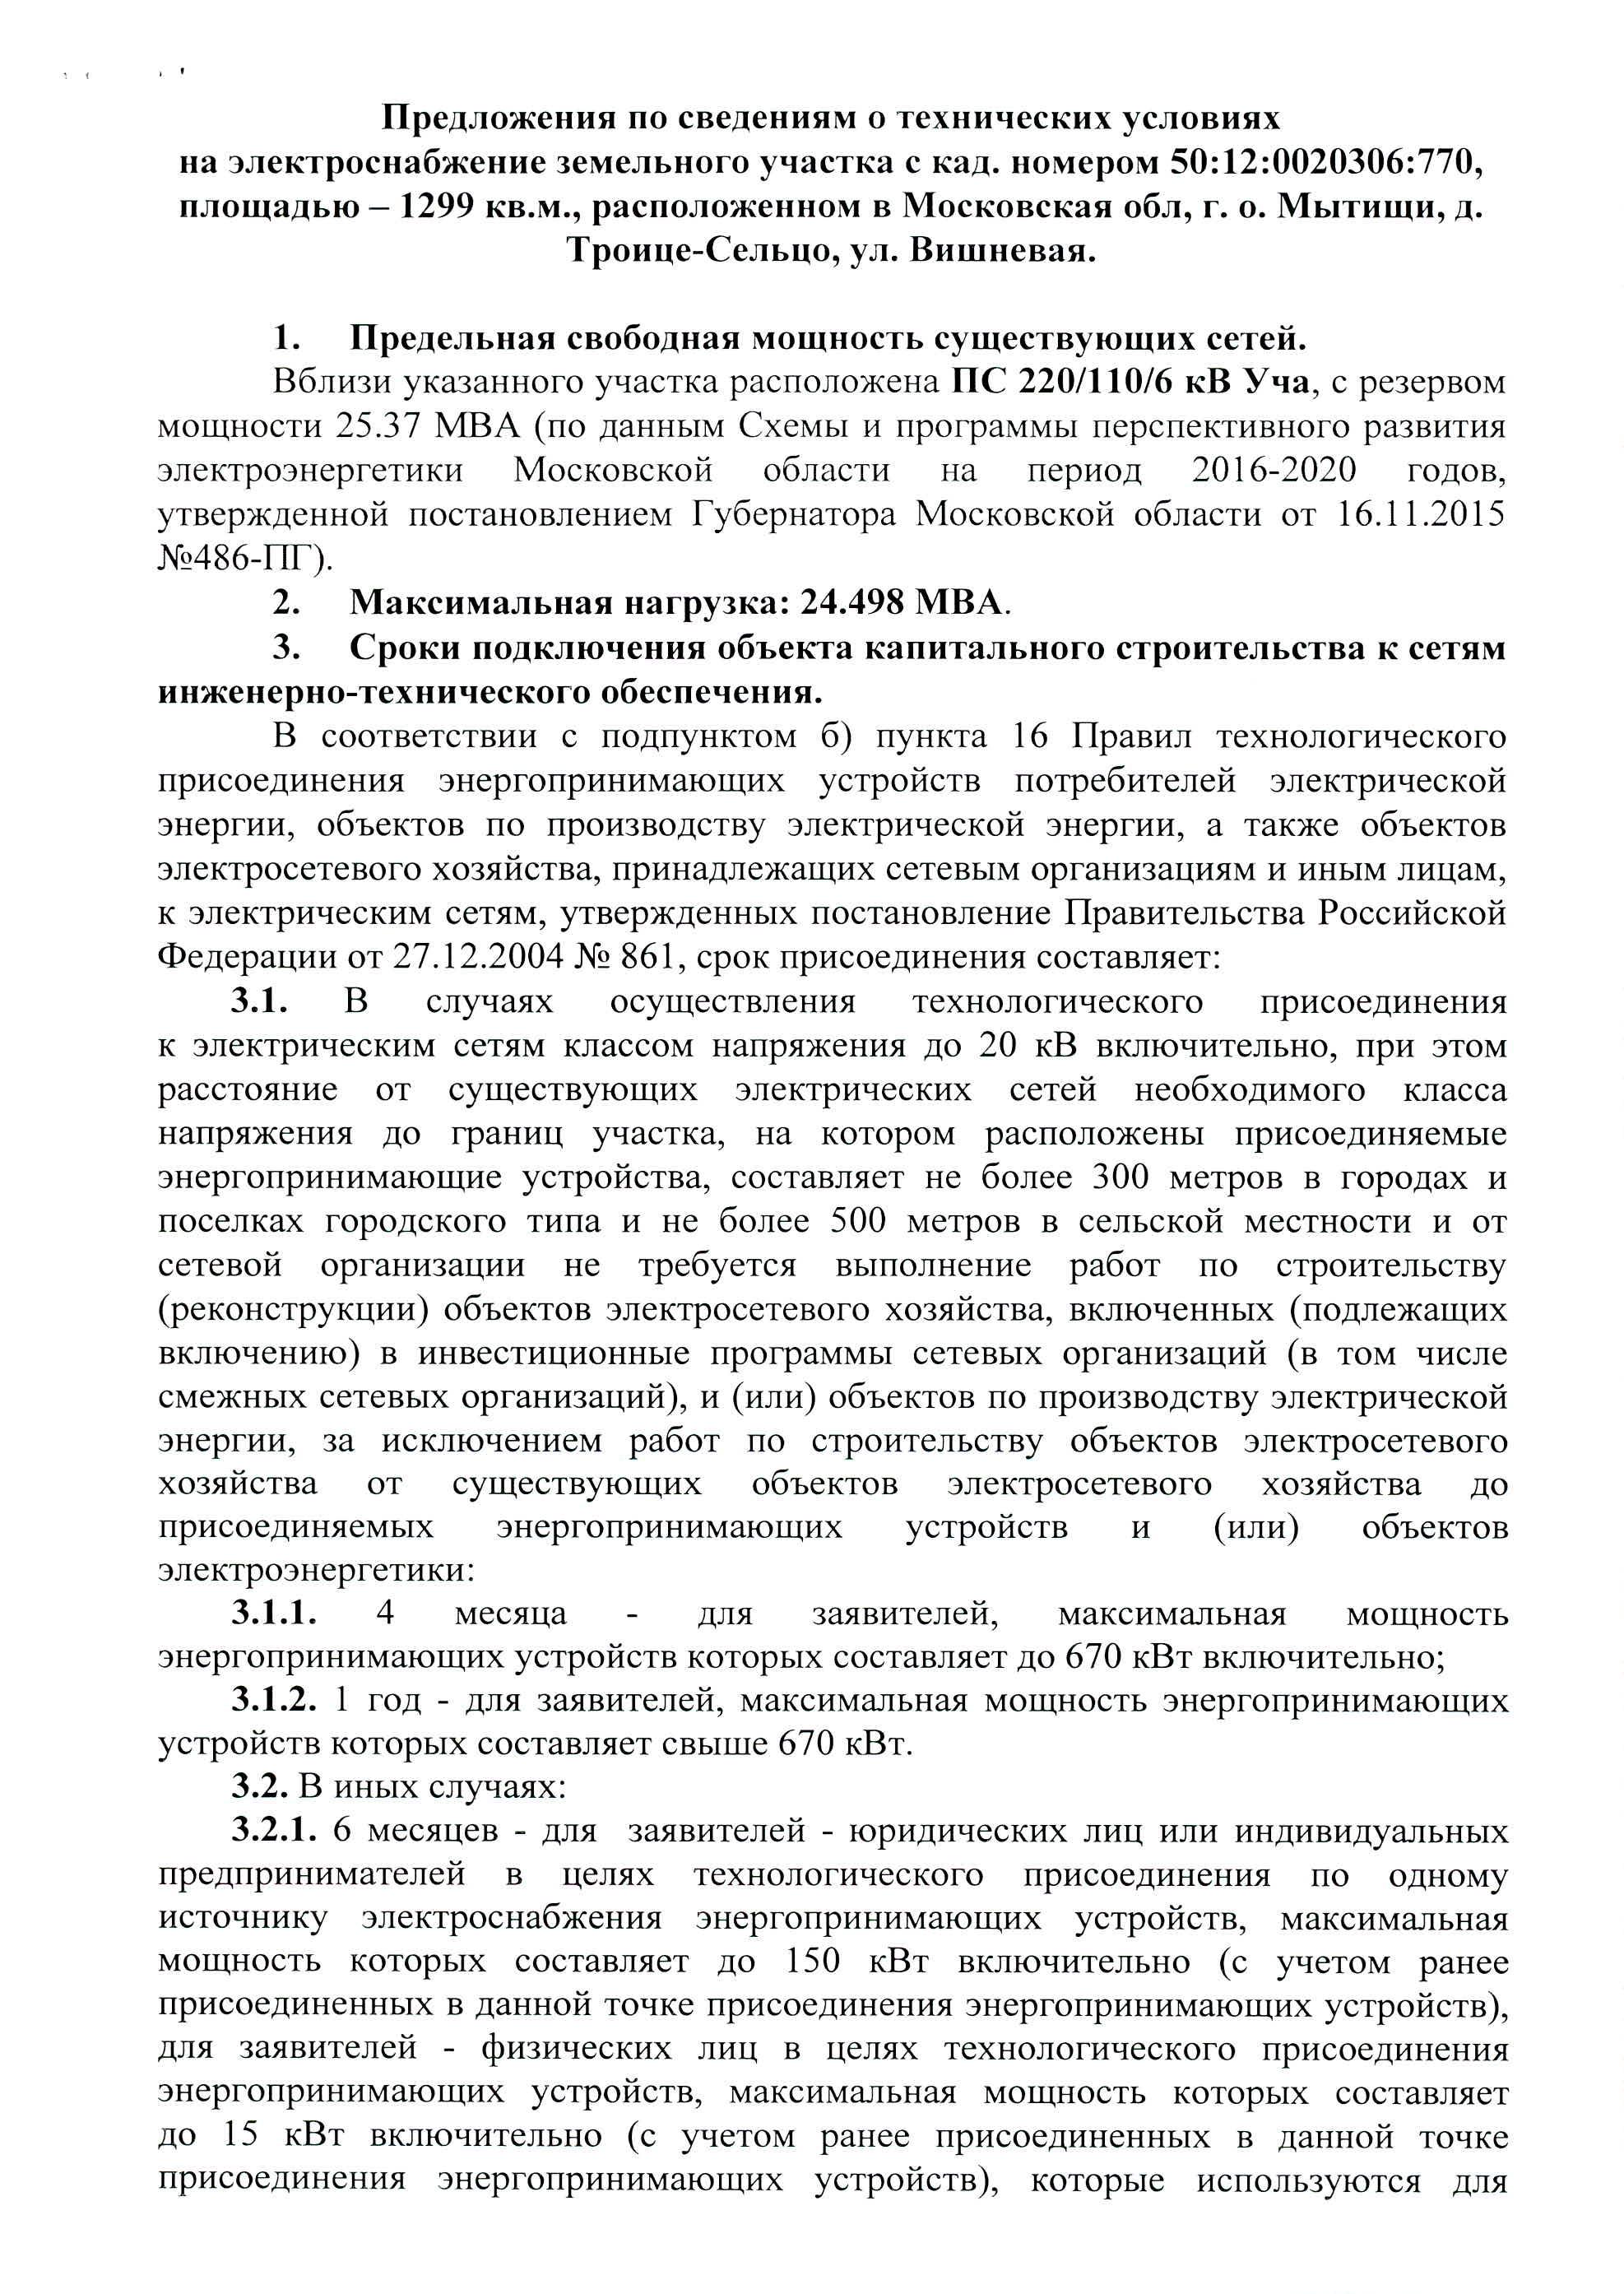 Предложения по сведениям о технических условиях
на электроснабжение земельного участка с кад. номером 50:12:0020306:770,
площадью – 1299 кв.м., расположенном в Московская обл, г. о. Мытищи, д.
Троице-Сельцо, ул. Вишневая.
1. Предельная свободная мощность существующих сетей.
Вблизи указанного участка расположена ПС 220/110/6 кВ Уча, с резервом
мощности 25.37 МВА (по данным Схемы и программы перспективного развития
электроэнергетики Московской области на период 2016-2020 годов,
утвержденной постановлением Губернатора Московской области от 16.11.2015
№486-ПГ).
2. Максимальная нагрузка: 24.498 МВА.
3. Сроки подключения объекта капитального строительства к сетям
инженерно-технического обеспечения.
В соответствии с подпунктом б) пункта 16 Правил технологического
присоединения энергопринимающих устройств потребителей электрической
энергии, объектов по производству электрической энергии, а также объектов
электросетевого хозяйства, принадлежащих сетевым организациям и иным лицам,
к электрическим сетям, утвержденных постановление Правительства Российской
Федерации от 27.12.2004 № 861, срок присоединения составляет:
3.1. В случаях осуществления технологического присоединения
к электрическим сетям классом напряжения до 20 кВ включительно, при этом
расстояние от существующих электрических сетей необходимого класса
напряжения до границ участка, на котором расположены присоединяемые
энергопринимающие устройства, составляет не более 300 метров в городах и
поселках городского типа и не более 500 метров в сельской местности и от
сетевой организации не требуется выполнение работ по строительству
(реконструкции) объектов электросетевого хозяйства, включенных (подлежащих
включению) в инвестиционные программы сетевых организаций (в том числе
смежных сетевых организаций), и (или) объектов по производству электрической
энергии, за исключением работ по строительству объектов электросетевого
хозяйства от существующих объектов электросетевого хозяйства до
присоединяемых энергопринимающих устройств и (или) объектов
электроэнергетики:
3.1.1. 4 месяца - для заявителей, максимальная мощность
энергопринимающих устройств которых составляет до 670 кВт включительно;
3.1.2. 1 год - для заявителей, максимальная мощность энергопринимающих
устройств которых составляет свыше 670 кВт.
3.2. В иных случаях:
3.2.1. 6 месяцев - для заявителей - юридических лиц или индивидуальных
предпринимателей в целях технологического присоединения по одному
источнику электроснабжения энергопринимающих устройств, максимальная
мощность которых составляет до 150 кВт включительно (с учетом ранее
присоединенных в данной точке присоединения энергопринимающих устройств),
для заявителей - физических лиц в целях технологического присоединения
энергопринимающих устройств, максимальная мощность которых составляет
до 15 кВт включительно (с учетом ранее присоединенных в данной точке
присоединения энергопринимающих устройств), которые используются для